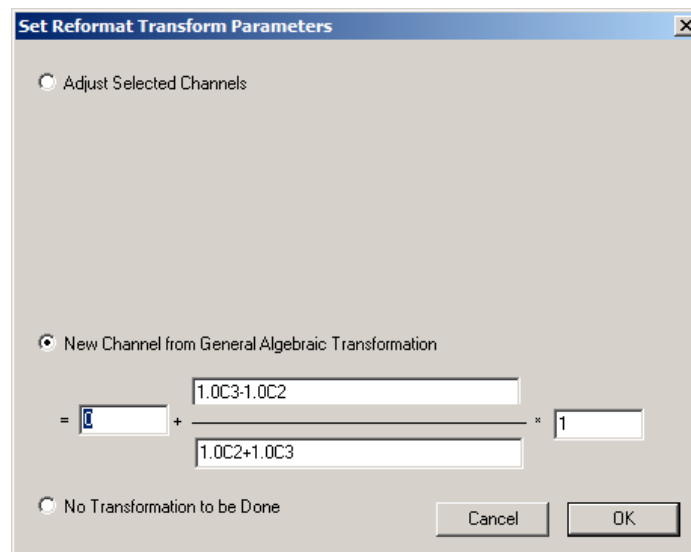 Set Reformat Transform Parameters
Adjust Selected Channels
New Channel from General Algebraic Transformation
1.0C3-1.0C2
= 0 + * 1
1.0C2+1.0C3
No Transformation to be Done
Cancel OK